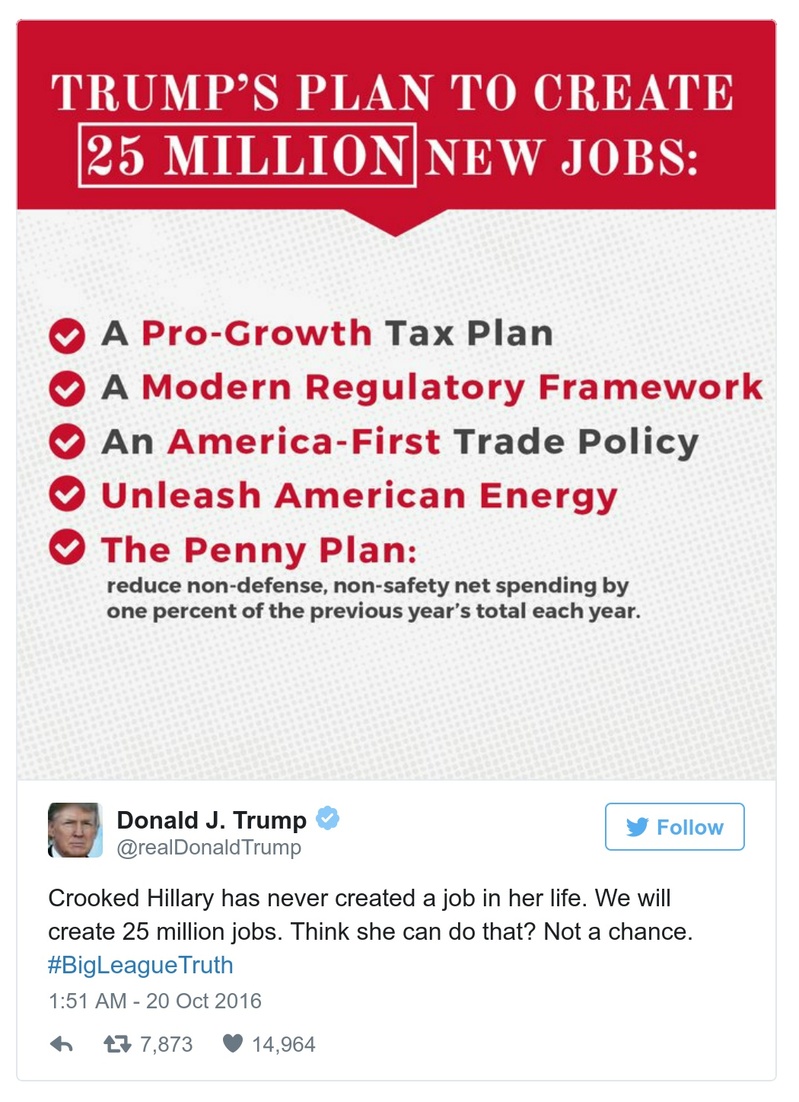 TRUMP'S PLAN TO CREATE
25 MILLION NEW JOBS:
A Pro-Growth Tax Plan
A Modern Regulatory Framework
An America-First Trade Policy
Unleash American Energy
The Penny Plan:
reduce non-defense, non-safety net spending by
one percent of the previous year's total each year.
Donald J. Trump
@realDonaldTrump
Follow
Crooked Hillary has never created a job in her life. We will
create 25 million jobs. Think she can do that? Not a chance.
#BigLeagueTruth
1:51 AM - 20 Oct 2016
7,873 14,964